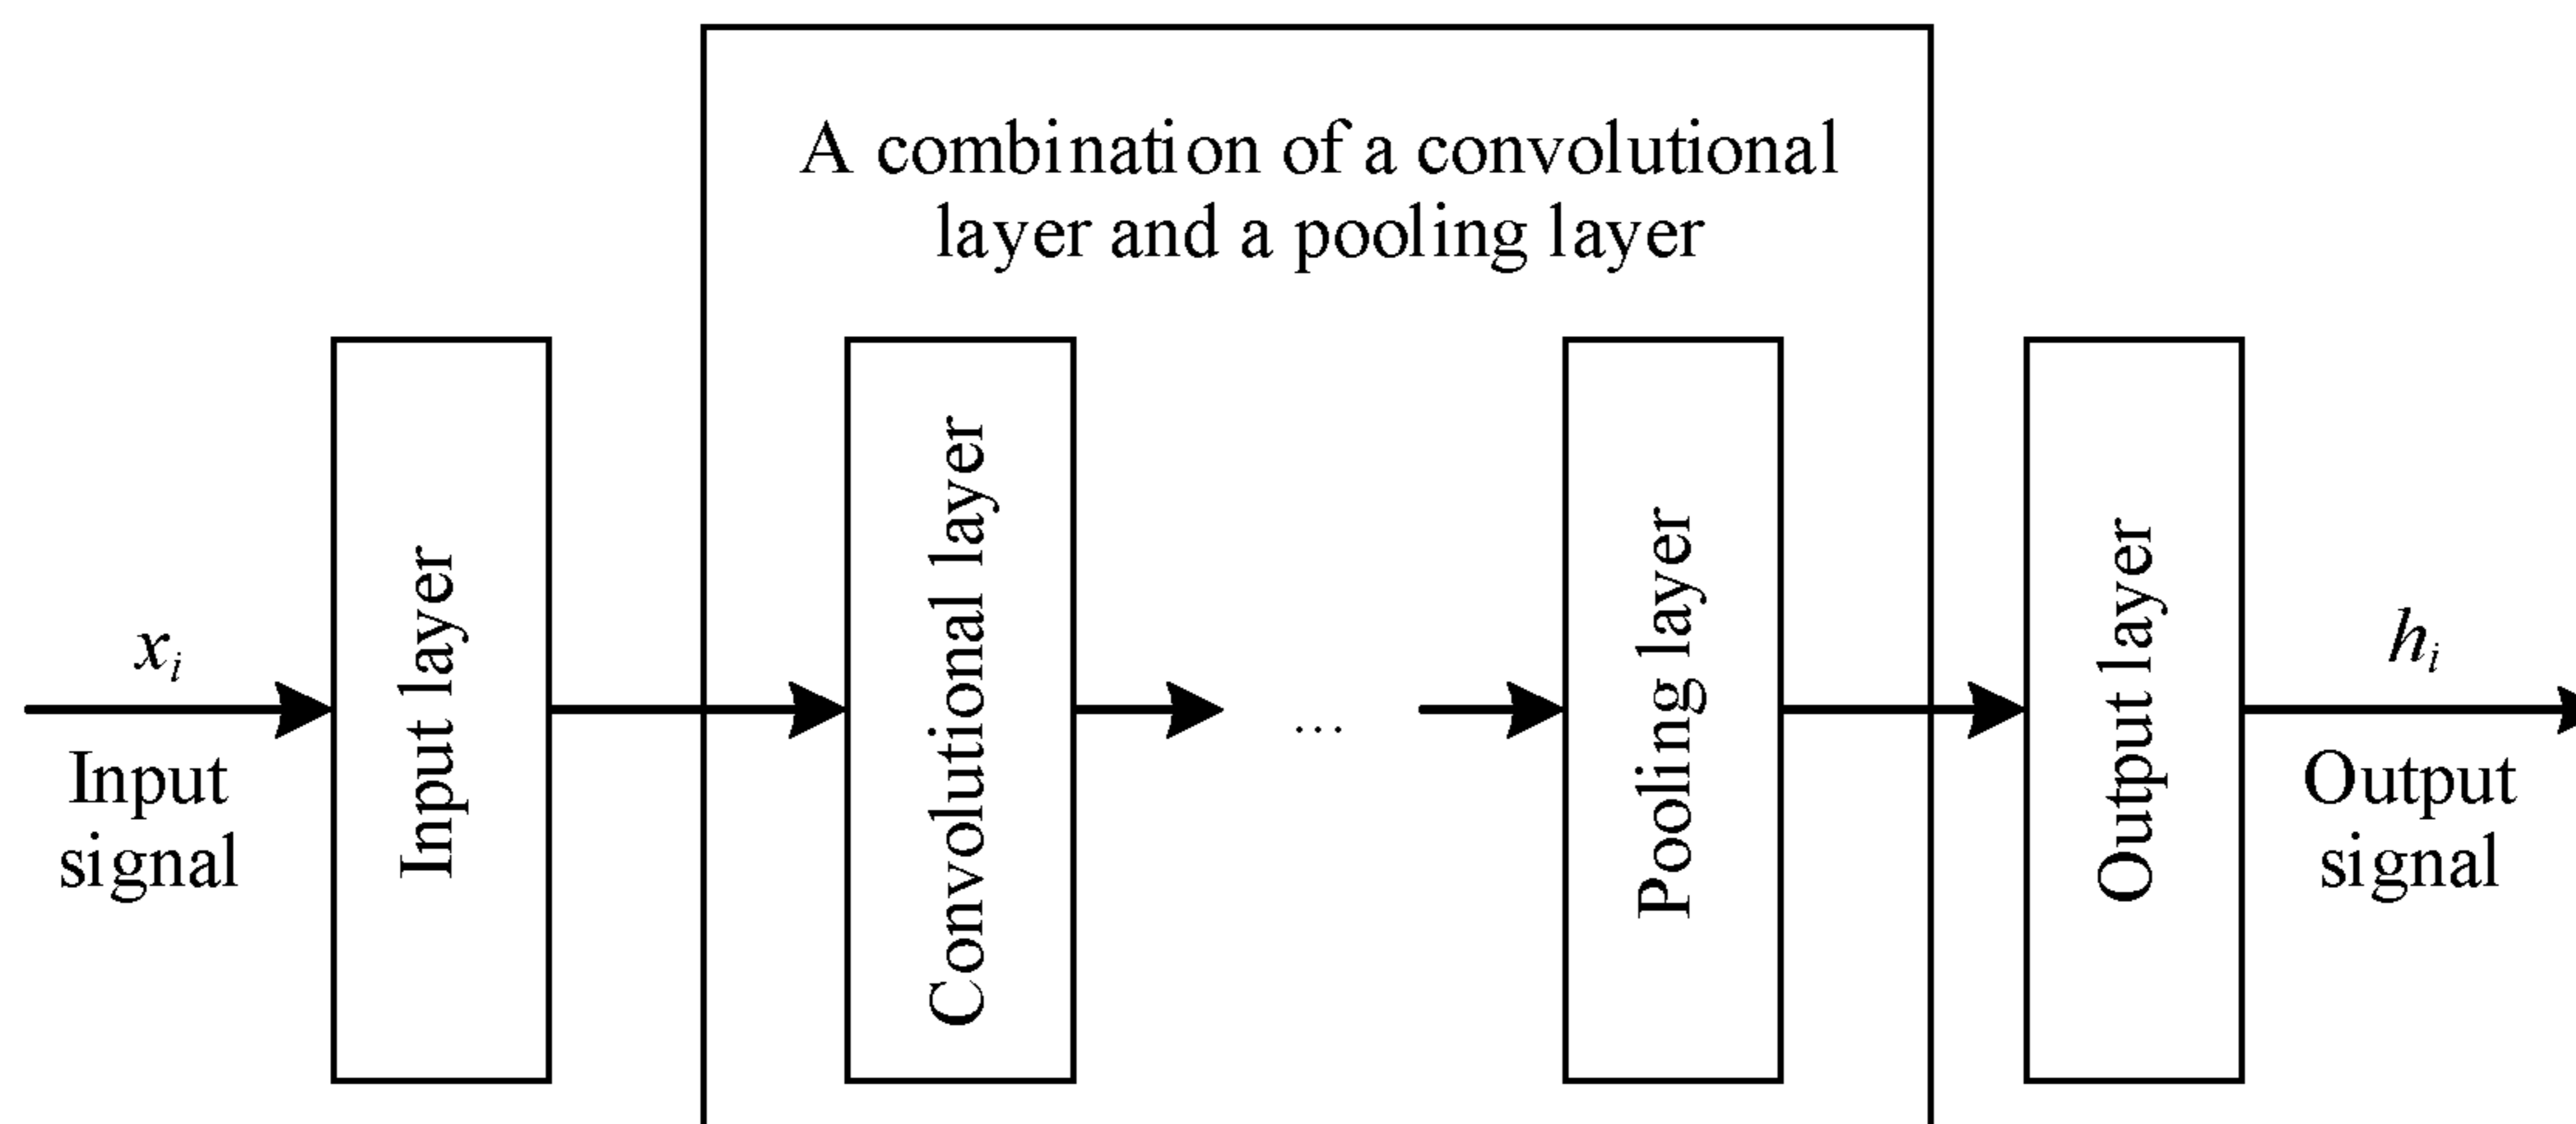 A combination of a convolutional
layer and a pooling layer
x_i
Input
signal
Input layer
Convolutional layer
...
Pooling layer
Output layer
h_i
Output
signal